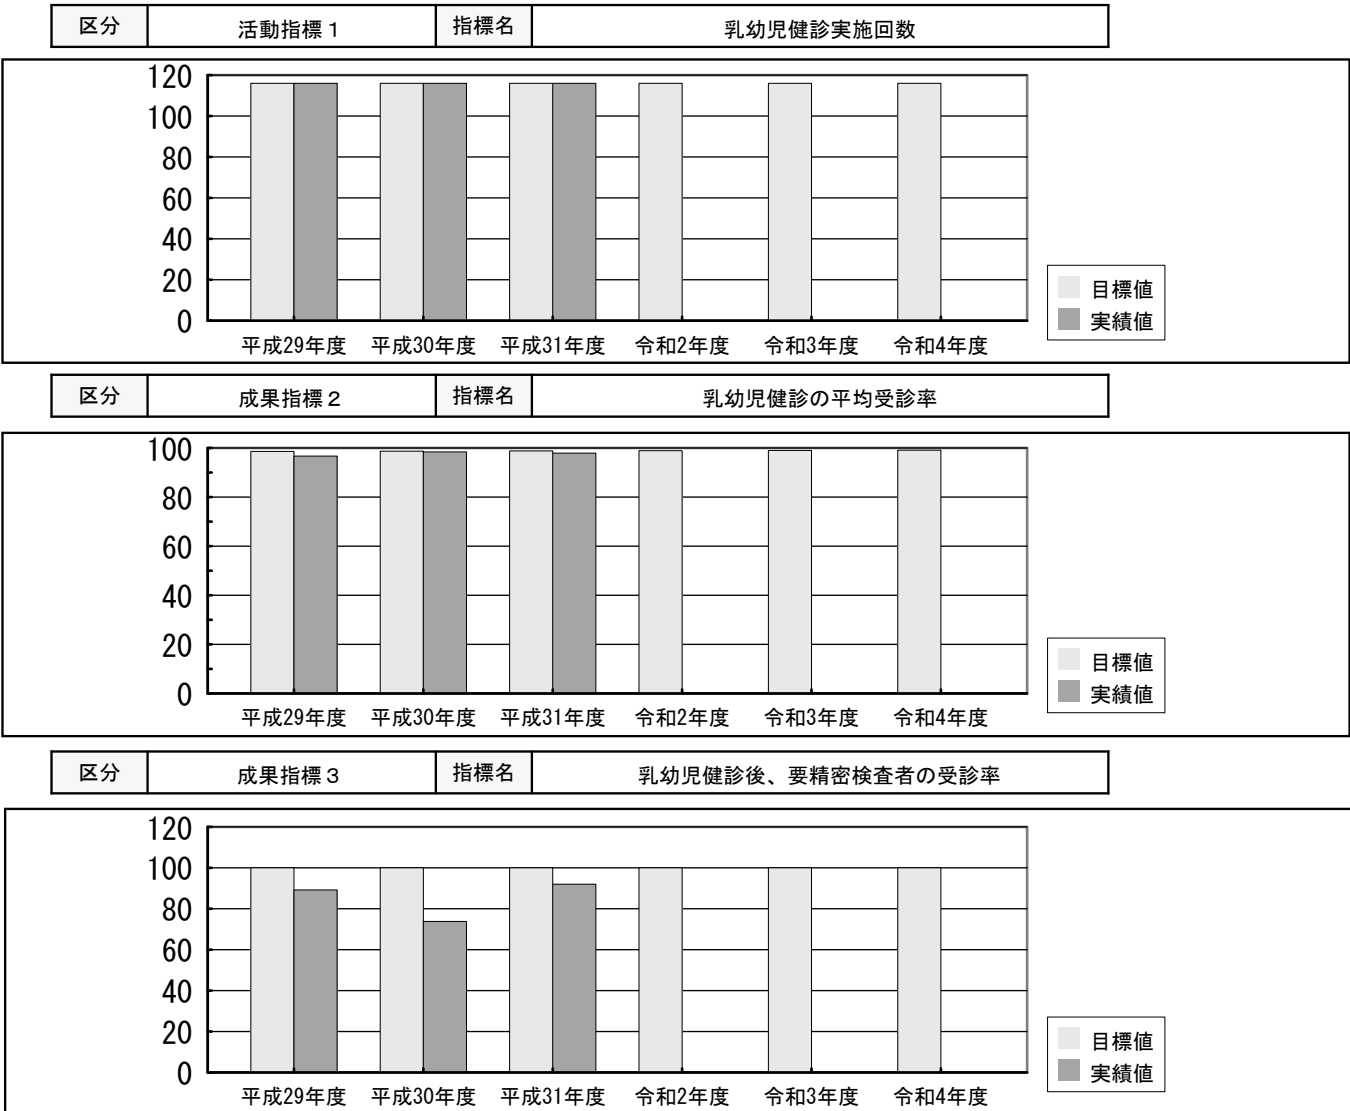 区分 活動指標１ 指標名 乳幼児健診実施回数
120
100
80
60
40
20
0
平成29年度 平成30年度 平成31年度 令和2年度 令和3年度 令和4年度
目標値
実績値
区分 成果指標２ 指標名 乳幼児健診の平均受診率
100
80
60
40
20
0
平成29年度 平成30年度 平成31年度 令和2年度 令和3年度 令和4年度
目標値
実績値
区分 成果指標３ 指標名 乳幼児健診後、要精密検査者の受診率
120
100
80
60
40
20
0
平成29年度 平成30年度 平成31年度 令和2年度 令和3年度 令和4年度
目標値
実績値